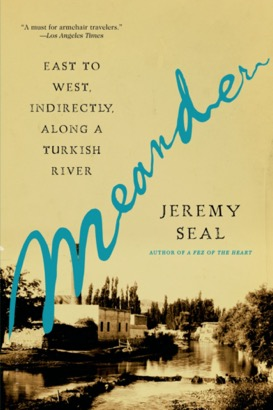 "A must for armchair travelers."
—Los Angeles Times
EAST TO
WEST,
INDIRECTLY,
ALONG A
TURKISH
RIVER
Meander
JEREMY
SEAL
AUTHOR OF A FEZ OF THE HEART